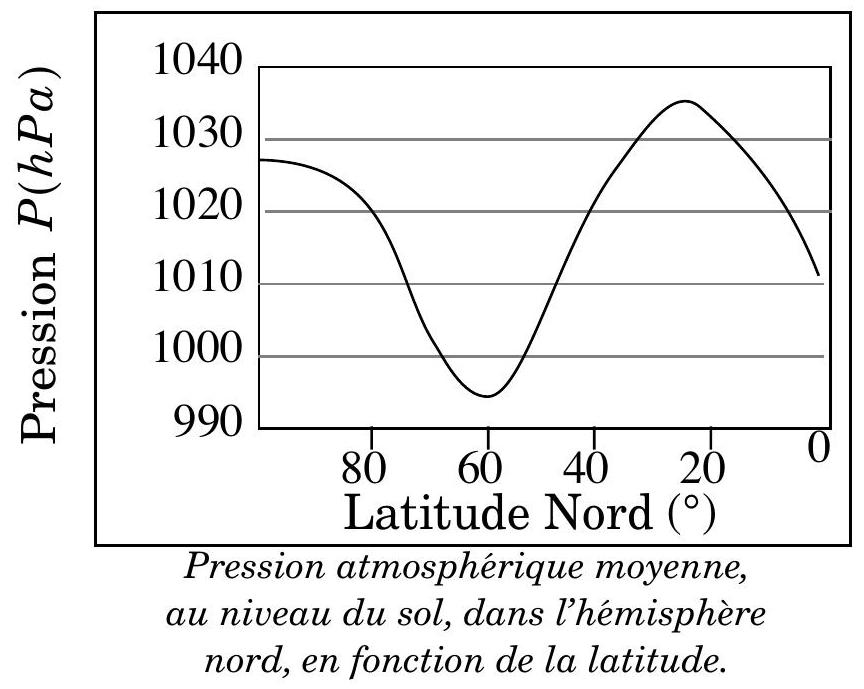 Pression P(hPa)
1040
1030
1020
1010
1000
990
80 60 40 20 0
Latitude Nord (°)
Pression atmosphérique moyenne,
au niveau du sol, dans l'hémisphère
nord, en fonction de la latitude.